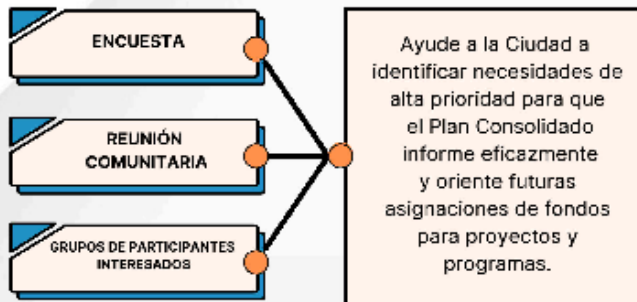 ENCUESTA
REUNIÓN
COMUNITARIA
GRUPOS DE PARTICIPANTES
INTERESADOS
Ayude a la Ciudad a
identificar necesidades de
alta prioridad para que
el Plan Consolidado
informe eficazmente
y oriente futuras
asignaciones de fondos
para proyectos y
programas.